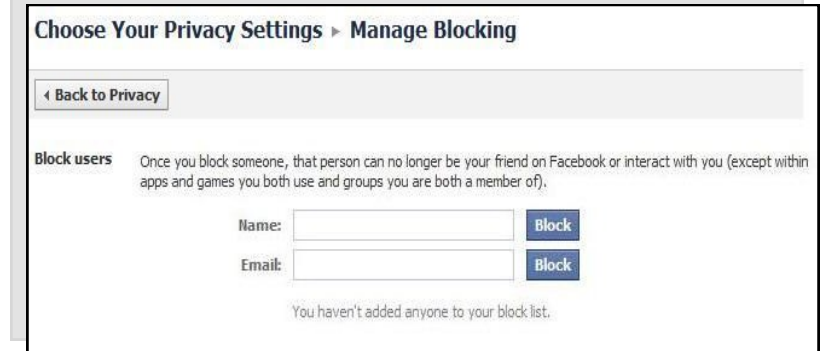 Choose Your Privacy Settings ▸ Manage Blocking
◂ Back to Privacy
Block users Once you block someone, that person can no longer be your friend on Facebook or interact with you (except within
apps and games you both use and groups you are both a member of).
Name: Block
Email: Block
You haven't added anyone to your block list.